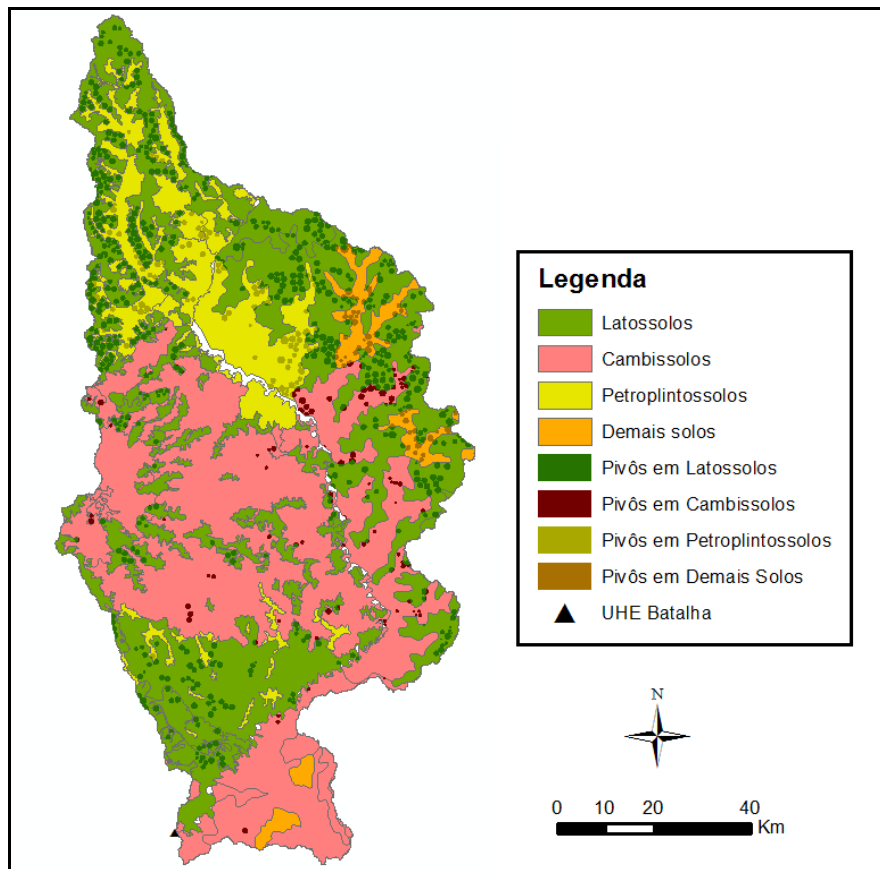 Legenda
Latossolos
Cambissolos
Petroplintossolos
Demais solos
Pivôs em Latossolos
Pivôs em Cambissolos
Pivôs em Petroplintossolos
Pivôs em Demais Solos
UHE Batalha
N
0 10 20 40
Km